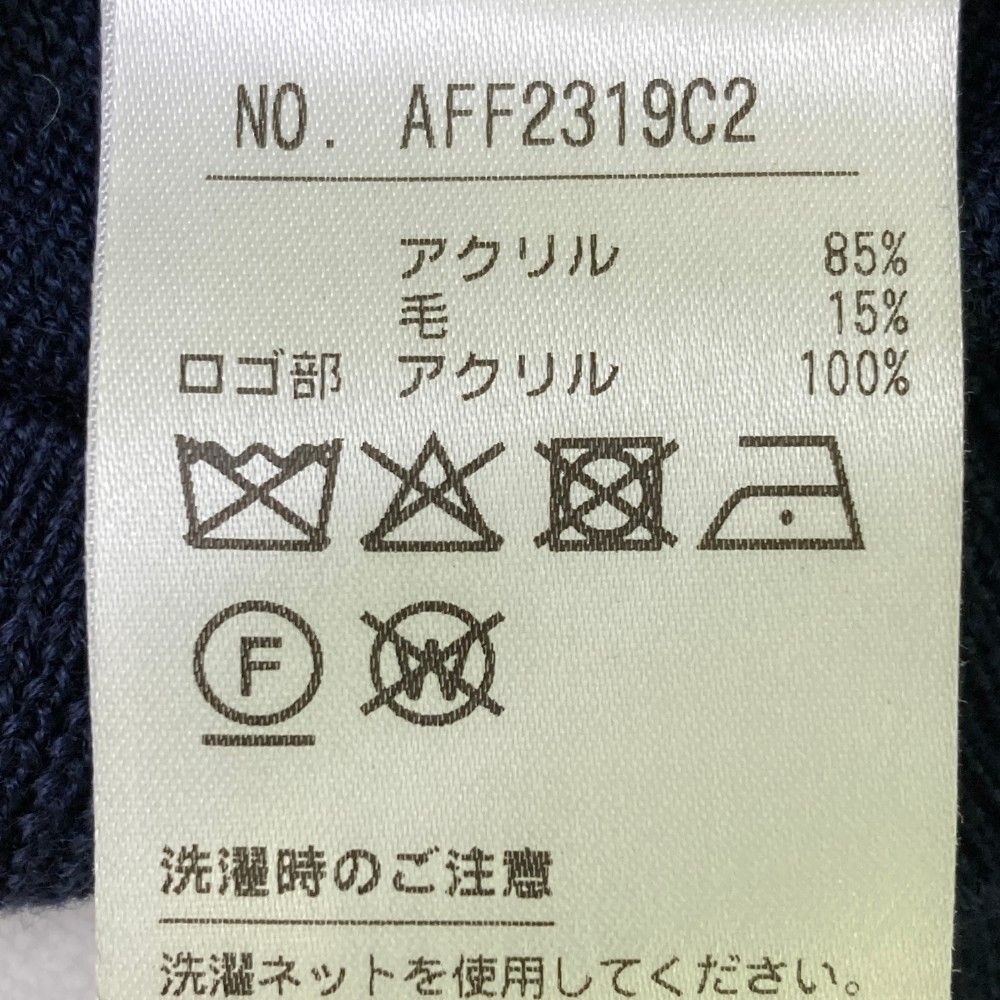 NO. AFF2319C2
アクリル 85%
毛 15%
ロゴ部 アクリル 100%
F W
洗濯時のご注意
洗濯ネットを使用してください。